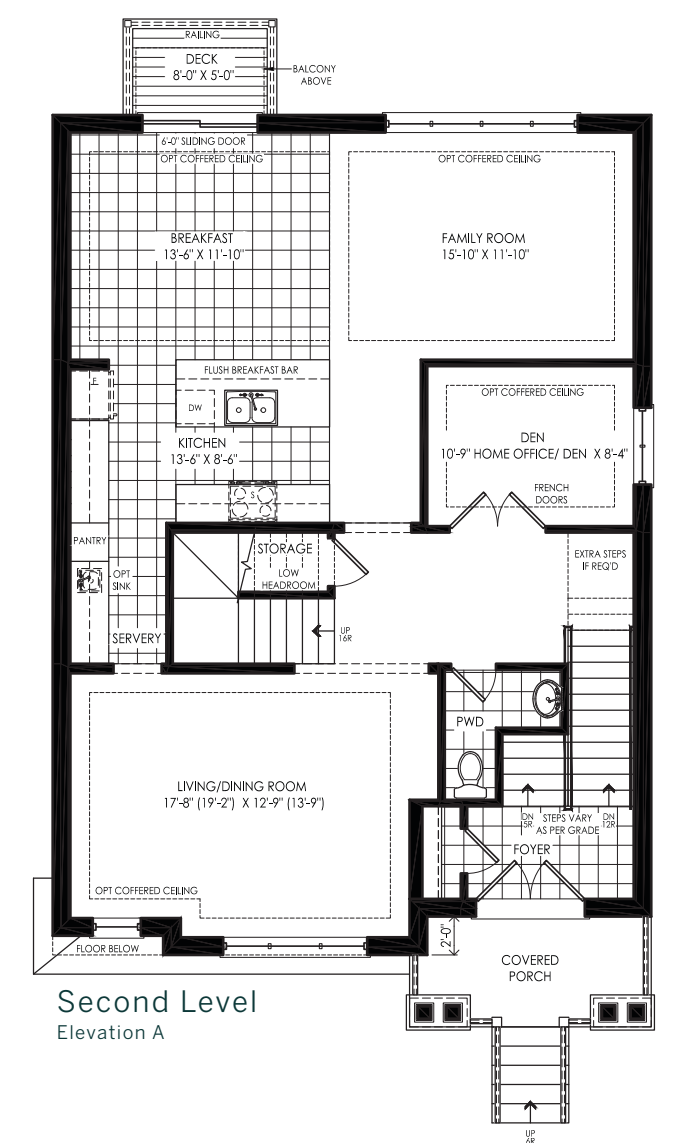 RAILING
DECK
8'-0" X 5'-0"
BALCONY
ABOVE
6'-0" SLIDING DOOR
OPT COFFERED CEILING
OPT COFFERED CEILING
BREAKFAST
13'-6" X 11'-10"
FAMILY ROOM
15'-10" X 11'-10"
FLUSH BREAKFAST BAR
F
DW
OPT COFFERED CEILING
KITCHEN
13'-6" X 8'-6"
DEN
10'-9" HOME OFFICE/ DEN X 8'-4"
S
FRENCH
DOORS
PANTRY
STORAGE
LOW
HEADROOM
OPT
SINK
EXTRA STEPS
IF REQ'D
SERVERY
UP
16R
PWD
LIVING/DINING ROOM
17'-8" (19'-2") X 12'-9" (13'-9")
DN
5R
STEPS VARY
AS PER GRADE
DN
12R
FOYER
OPT COFFERED CEILING
FLOOR BELOW
2'-0"
COVERED
PORCH
Second Level
Elevation A
UP
6R